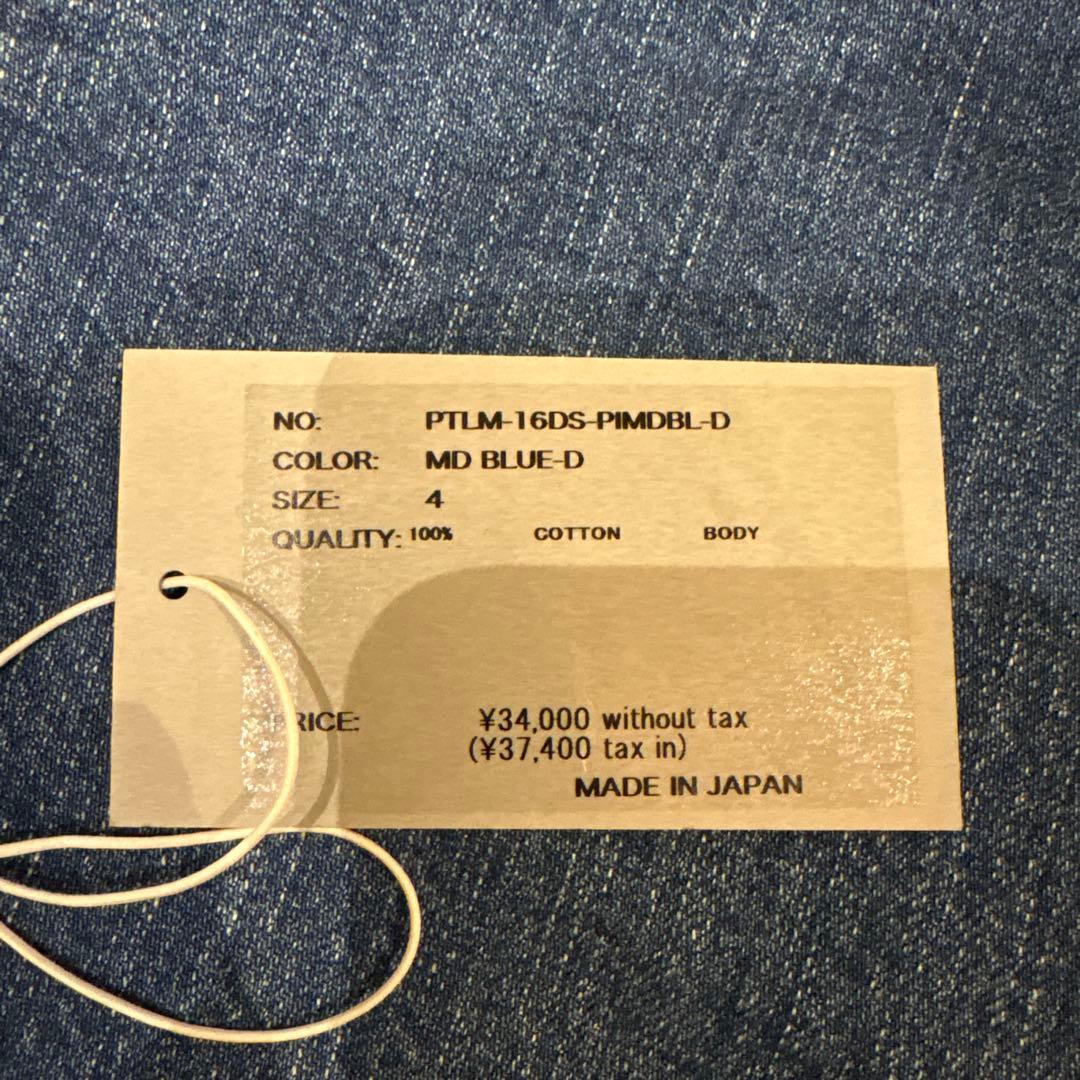 NO: PTLM-16DS-PIMDBL-D
COLOR: MD BLUE-D
SIZE: 4
QUALITY: 100% COTTON BODY
PRICE: ¥34,000 without tax
(¥37,400 tax in)
MADE IN JAPAN